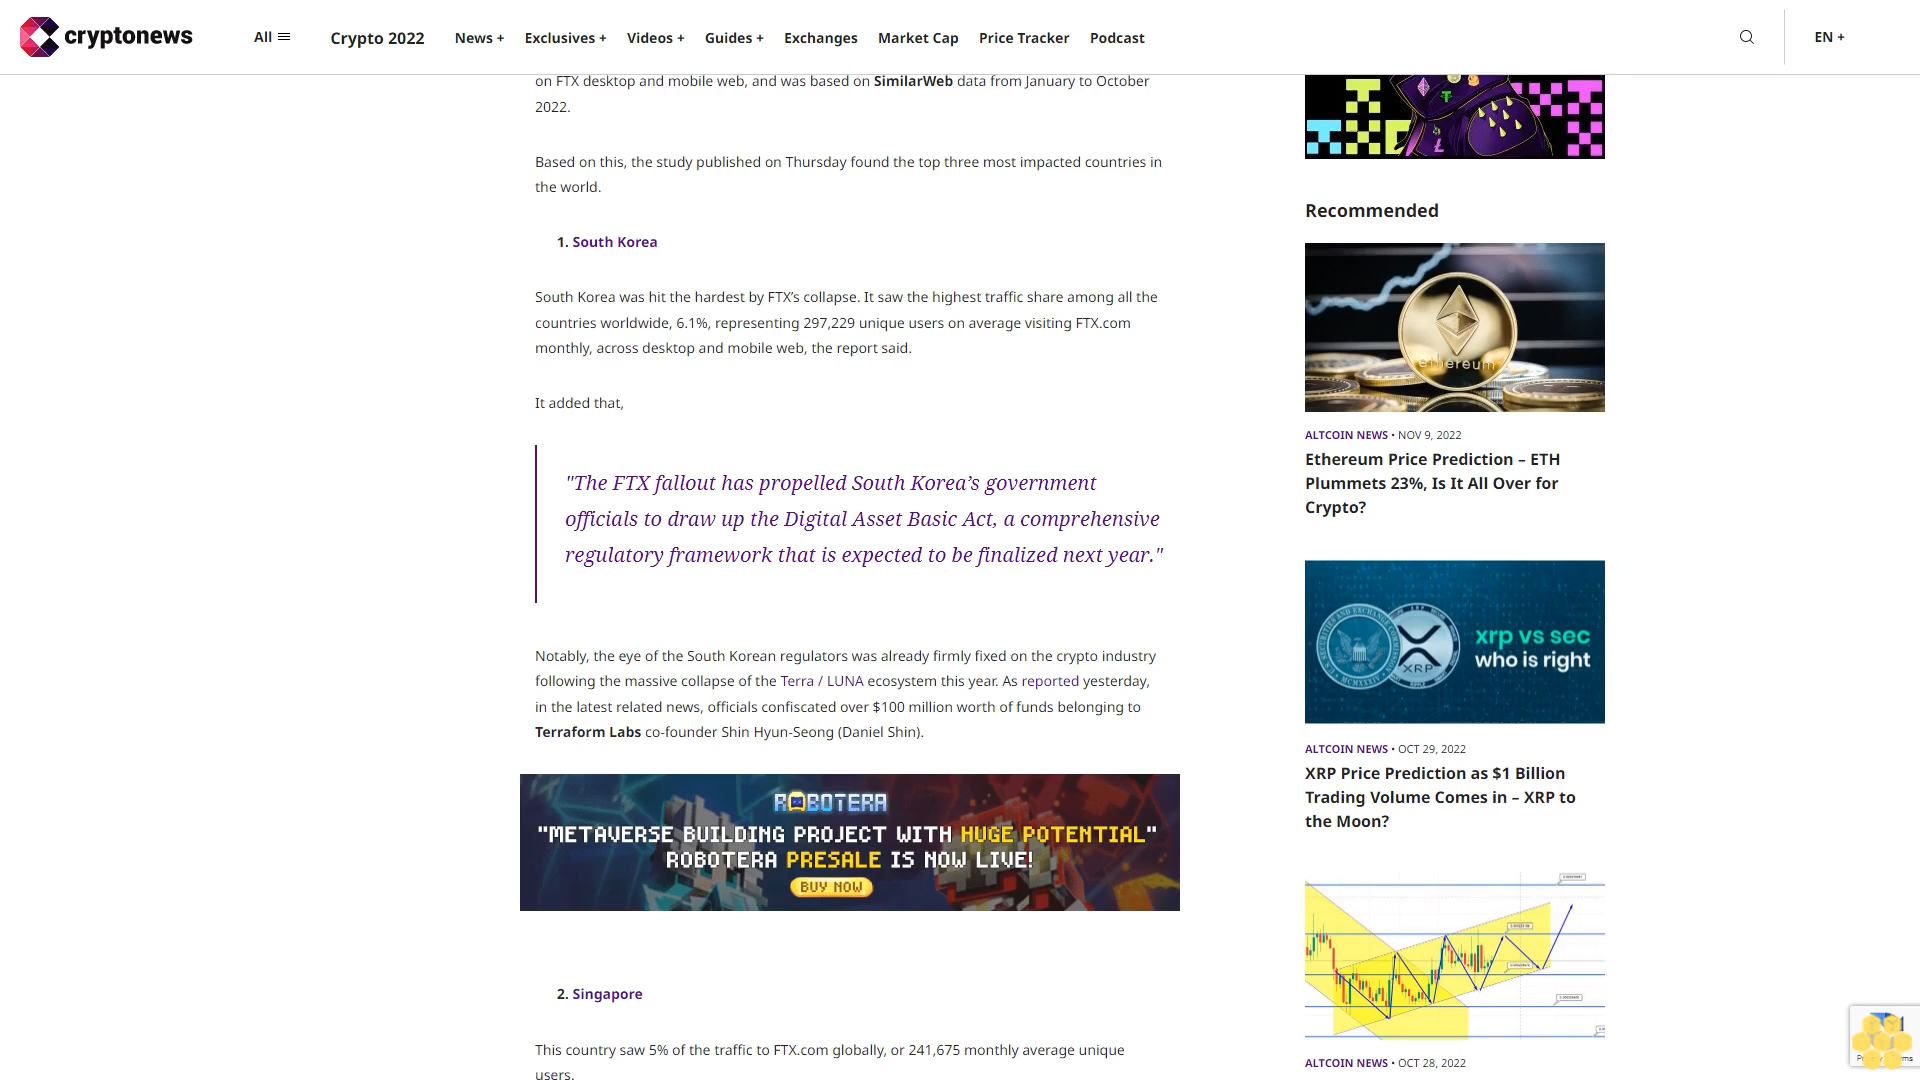 cryptonews
All
Crypto 2022
News +
Exclusives +
Videos +
Guides +
Exchanges
Market Cap
Price Tracker
Podcast
EN +
on FTX desktop and mobile web, and was based on SimilarWeb data from January to October
2022.
Based on this, the study published on Thursday found the top three most impacted countries in
the world.
1. South Korea
South Korea was hit the hardest by FTX’s collapse. It saw the highest traffic share among all the
countries worldwide, 6.1%, representing 297,229 unique users on average visiting FTX.com
monthly, across desktop and mobile web, the report said.
It added that,
"The FTX fallout has propelled South Korea’s government
officials to draw up the Digital Asset Basic Act, a comprehensive
regulatory framework that is expected to be finalized next year."
Notably, the eye of the South Korean regulators was already firmly fixed on the crypto industry
following the massive collapse of the Terra / LUNA ecosystem this year. As reported yesterday,
in the latest related news, officials confiscated over $100 million worth of funds belonging to
Terraform Labs co-founder Shin Hyun-Seong (Daniel Shin).
ROBOTERA
"METAVERSE BUILDING PROJECT WITH HUGE POTENTIAL"
ROBOTERA PRESALE IS NOW LIVE!
BUY NOW
2. Singapore
This country saw 5% of the traffic to FTX.com globally, or 241,675 monthly average unique
users.
Recommended
ethereum
ALTCOIN NEWS • NOV 9, 2022
Ethereum Price Prediction – ETH
Plummets 23%, Is It All Over for
Crypto?
XRP
xrp vs sec
who is right
ALTCOIN NEWS • OCT 29, 2022
XRP Price Prediction as $1 Billion
Trading Volume Comes in – XRP to
the Moon?
ALTCOIN NEWS • OCT 28, 2022